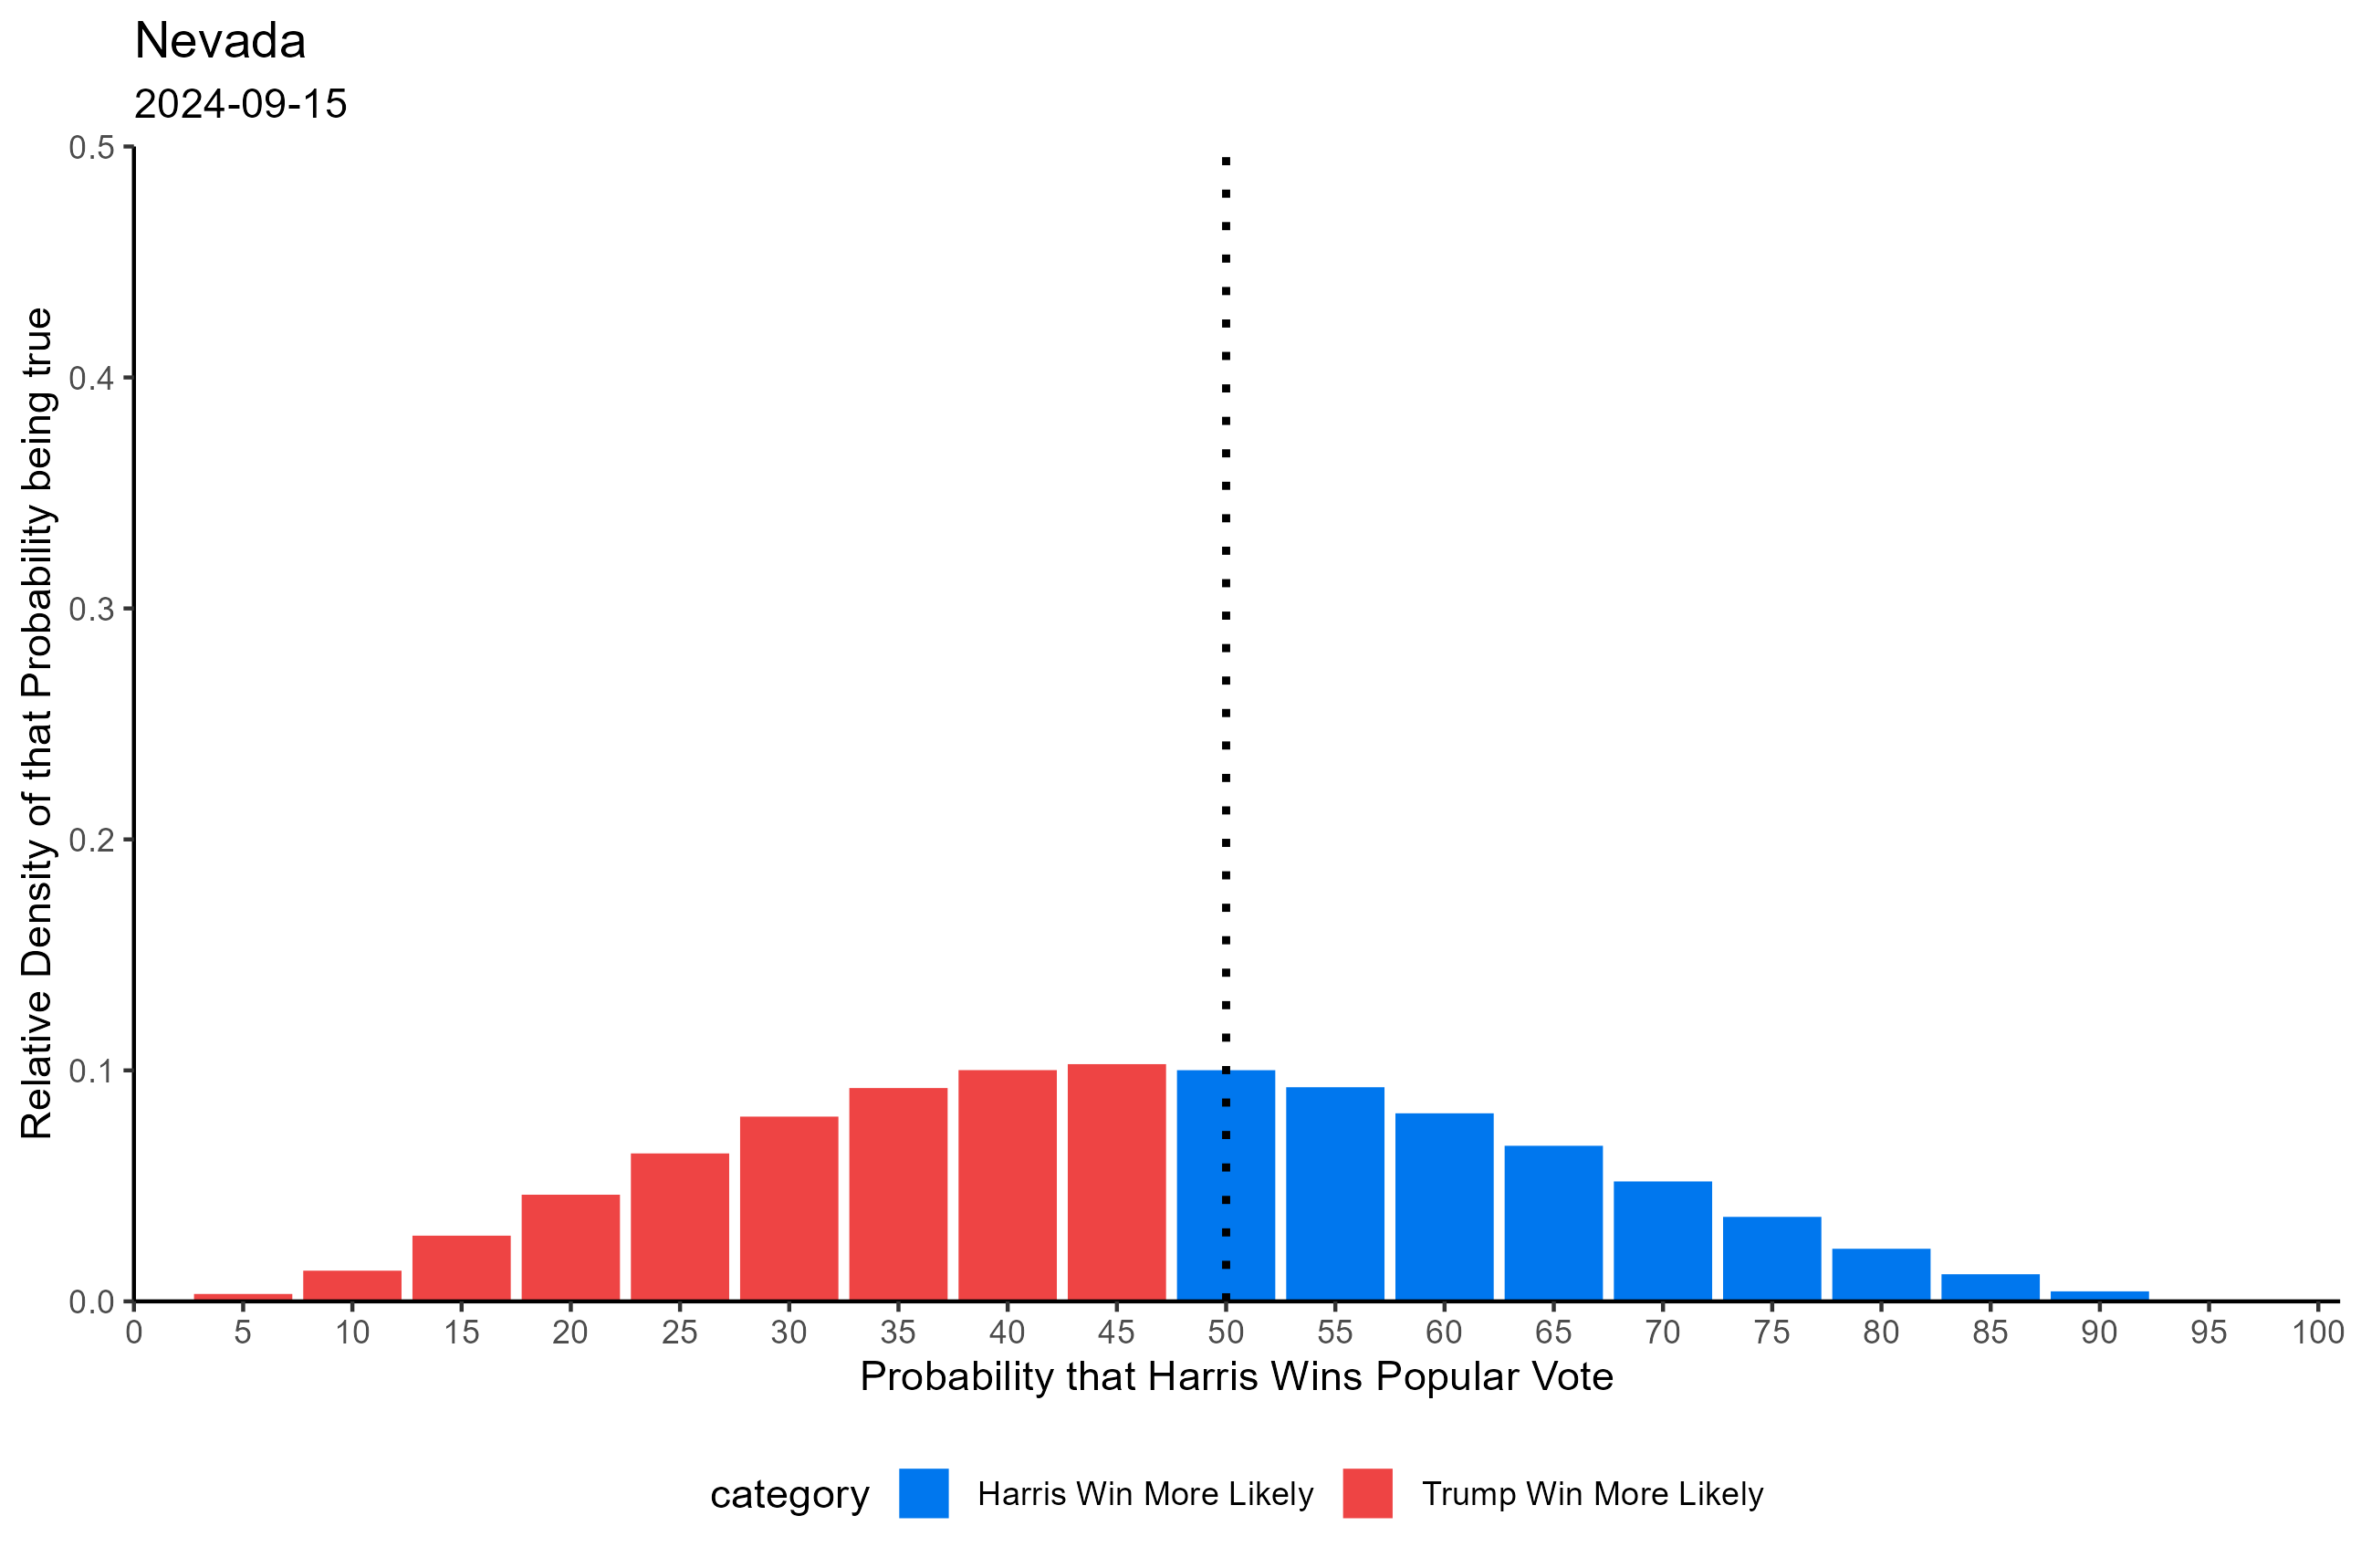 Nevada
2024-09-15
Relative Density of that Probability being true
0.5
0.4
0.3
0.2
0.1
0.0
0 5 10 15 20 25 30 35 40 45 50 55 60 65 70 75 80 85 90 95 100
Probability that Harris Wins Popular Vote
category Harris Win More Likely Trump Win More Likely